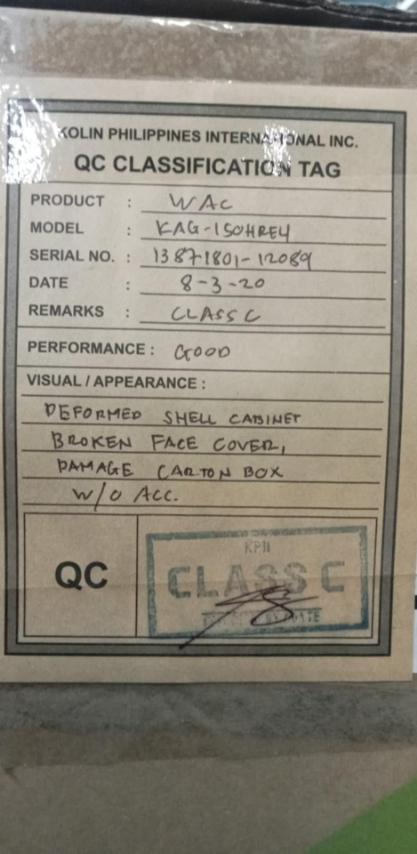 KOLIN PHILIPPINES INTERNATIONAL INC.
QC CLASSIFICATION TAG
PRODUCT : WAC
MODEL : KAG-150HRE4
SERIAL NO. : 13871801-12089
DATE : 8-3-20
REMARKS : CLASS C
PERFORMANCE : GOOD
VISUAL / APPEARANCE :
DEFORMED SHELL CABINET
BROKEN FACE COVER,
DAMAGE CARTON BOX
W/O ACC.
QC
KPII
CLASS C